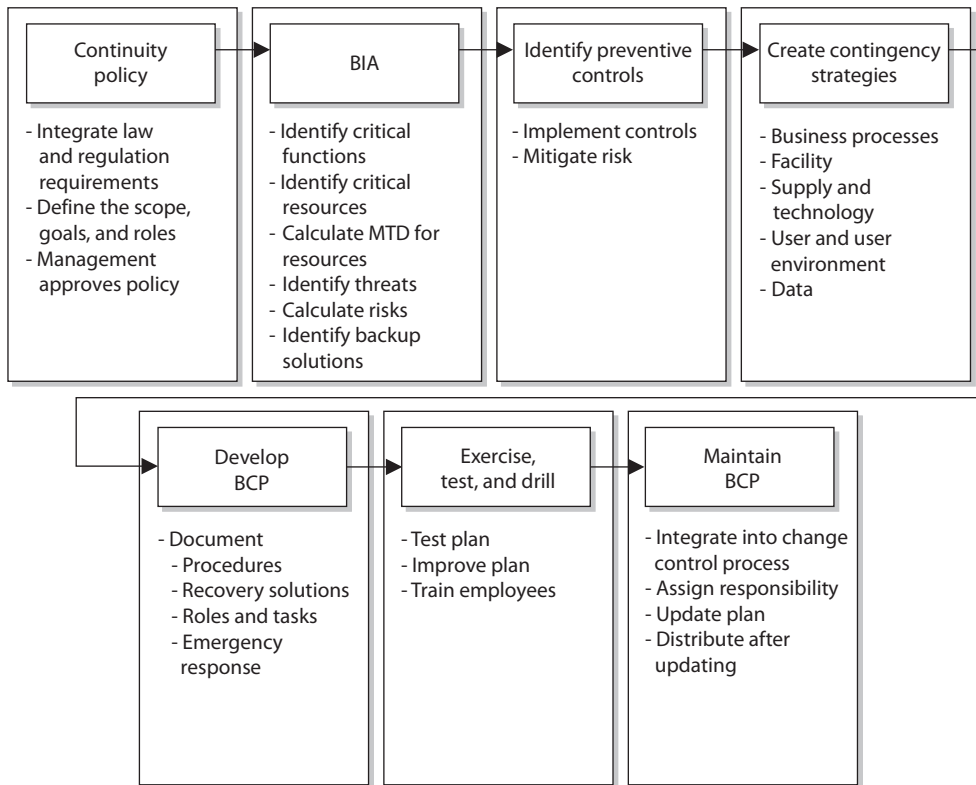 Continuity
policy
- Integrate law
and regulation
requirements
- Define the scope,
goals, and roles
- Management
approves policy
BIA
- Identify critical
functions
- Identify critical
resources
- Calculate MTD for
resources
- Identify threats
- Calculate risks
- Identify backup
solutions
Identify preventive
controls
- Implement controls
- Mitigate risk
Create contingency
strategies
- Business processes
- Facility
- Supply and
technology
- User and user
environment
- Data
Develop
BCP
- Document
- Procedures
- Recovery solutions
- Roles and tasks
- Emergency
response
Exercise,
test, and drill
- Test plan
- Improve plan
- Train employees
Maintain
BCP
- Integrate into change
control process
- Assign responsibility
- Update plan
- Distribute after
updating